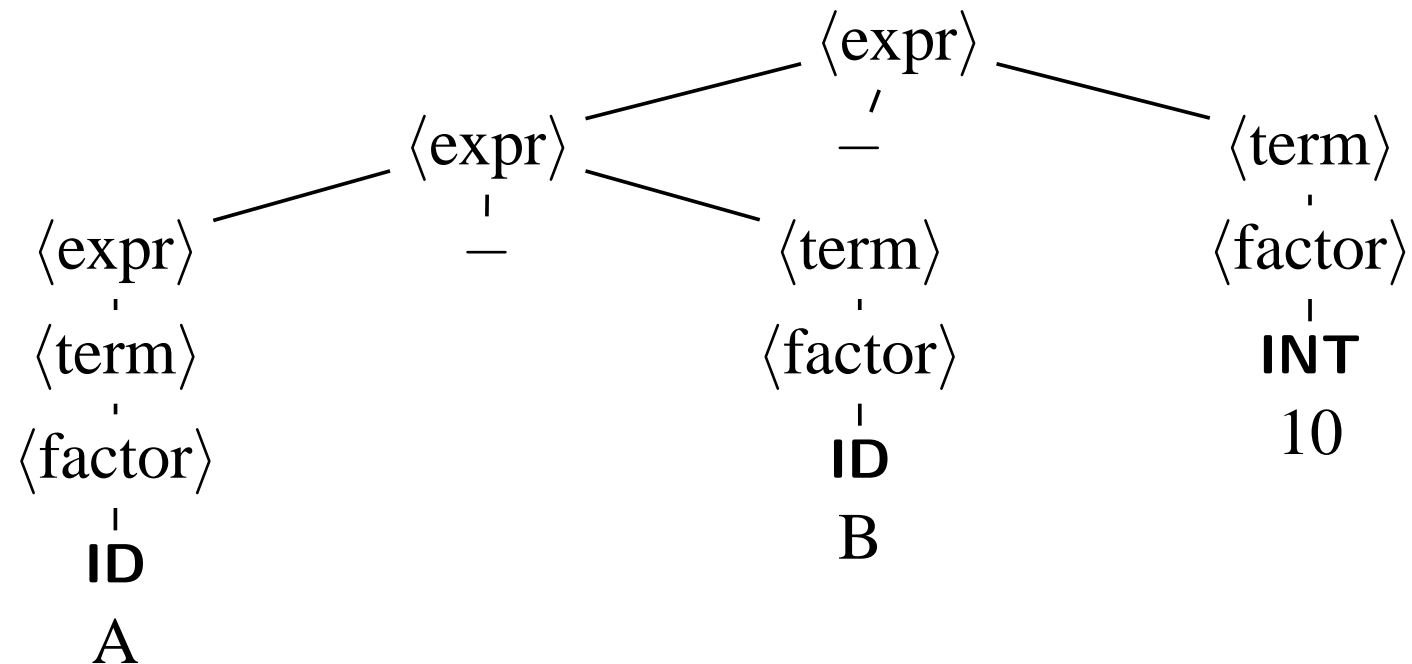 ⟨expr⟩
⟨expr⟩ – ⟨term⟩
⟨expr⟩ – ⟨term⟩ ⟨factor⟩
⟨term⟩ ⟨factor⟩ INT
⟨factor⟩ ID 10
ID B
A